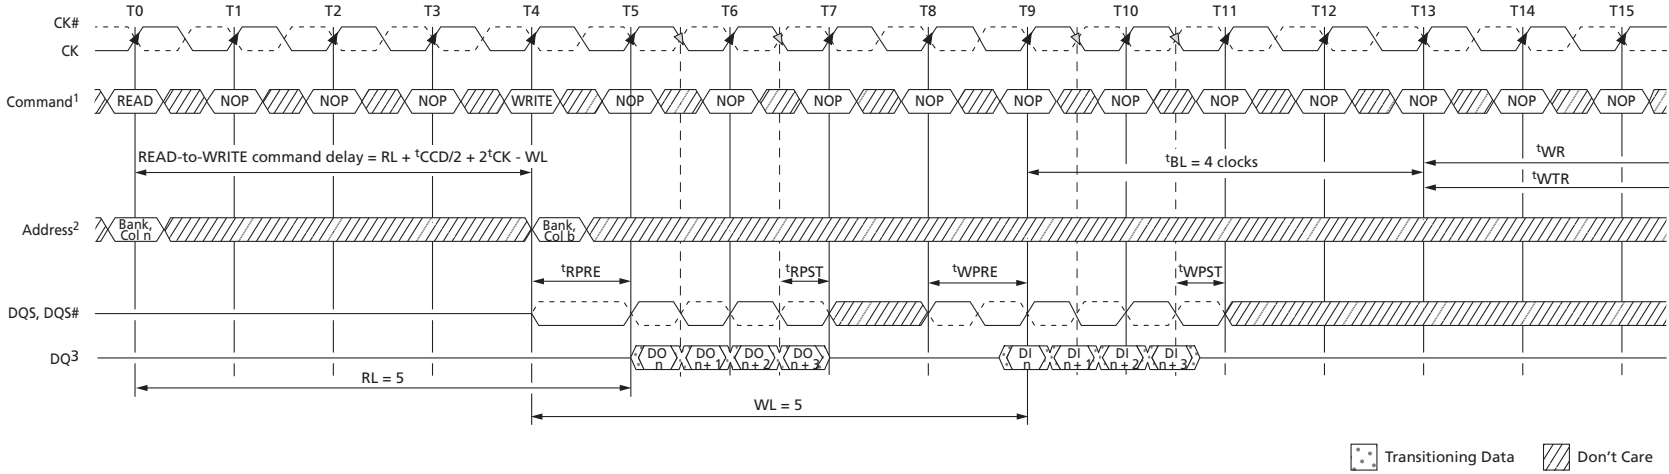 T0 T1 T2 T3 T4 T5 T6 T7 T8 T9 T10 T11 T12 T13 T14 T15
CK#
CK
Command1 READ NOP NOP NOP WRITE NOP NOP NOP NOP NOP NOP NOP NOP NOP NOP NOP
READ-to-WRITE command delay = RL + tCCD/2 + 2tCK - WL
tBL = 4 clocks
tWR
tWTR
Address2 Bank, Col n Bank, Col b
tRPRE tRPST tWPRE tWPST
DQS, DQS#
DQ3 DO n DO n + 1 DO n + 2 DO n + 3 DI n DI n + 1 DI n + 2 DI n + 3
RL = 5
WL = 5
Transitioning Data Don't Care